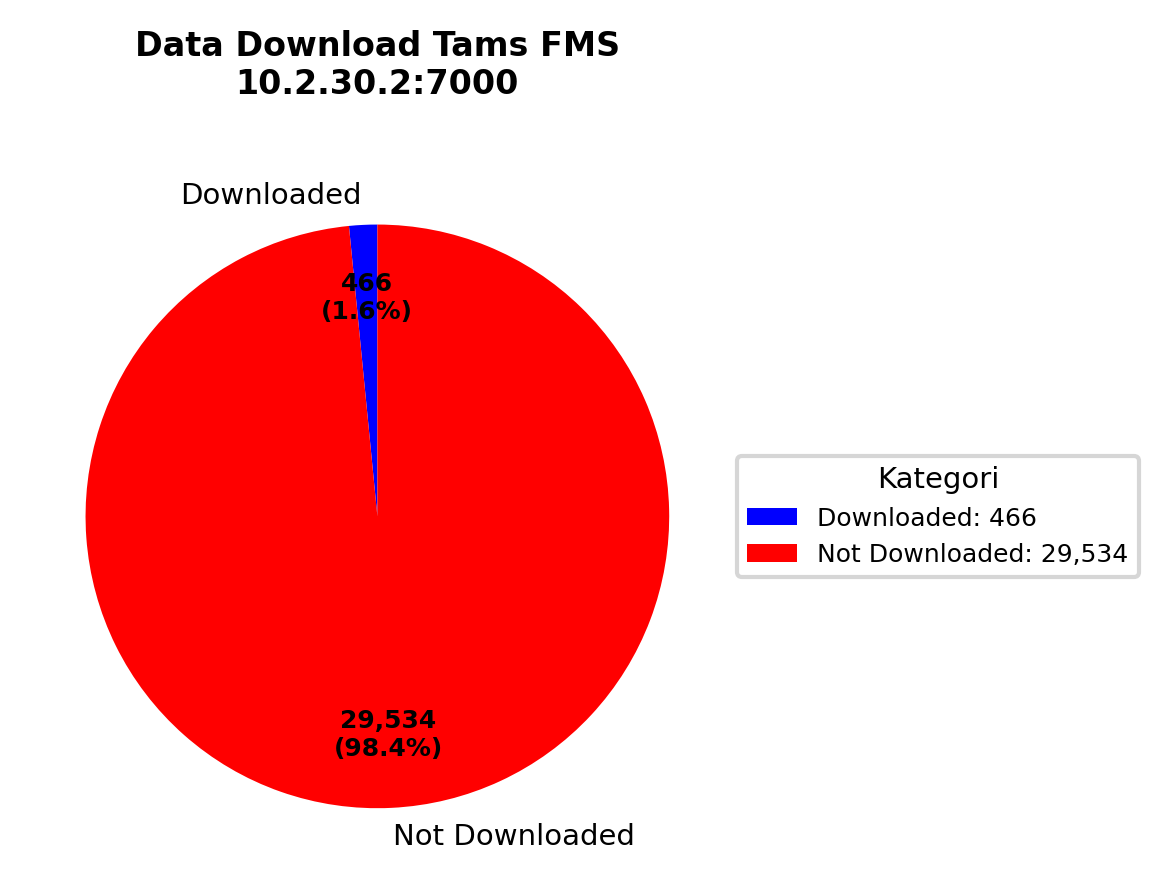 Data Download Tams FMS
10.2.30.2:7000
Downloaded
466
(1.6%)
Kategori
Downloaded: 466
Not Downloaded: 29,534
29,534
(98.4%)
Not Downloaded